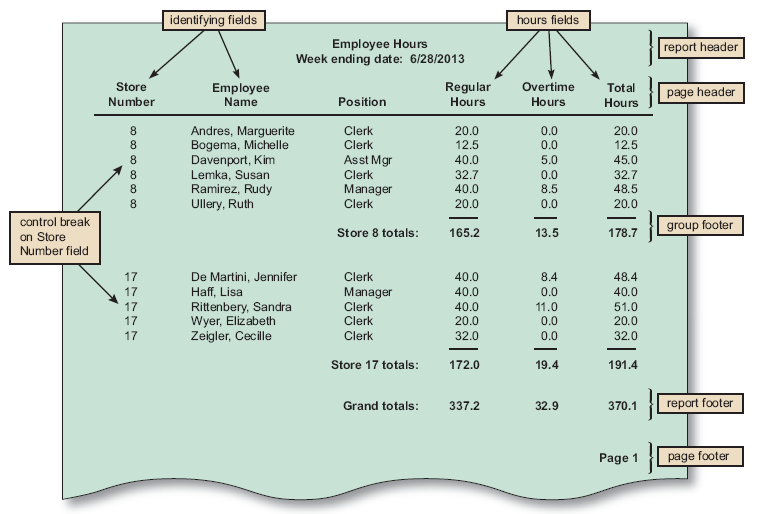 identifying fields
hours fields
Employee Hours
report header
Week ending date: 6/28/2013
page header
Store Number Employee Name Position Regular Hours Overtime Hours Total Hours
8 Andres, Marguerite Clerk 20.0 0.0 20.0
8 Bogema, Michelle Clerk 12.5 0.0 12.5
8 Davenport, Kim Asst Mgr 40.0 5.0 45.0
8 Lemka, Susan Clerk 32.7 0.0 32.7
8 Ramirez, Rudy Manager 40.0 8.5 48.5
8 Ullery, Ruth Clerk 20.0 0.0 20.0
control break
on Store
Number field
Store 8 totals: 165.2 13.5 178.7
group footer
17 De Martini, Jennifer Clerk 40.0 8.4 48.4
17 Haff, Lisa Manager 40.0 0.0 40.0
17 Rittenbery, Sandra Clerk 40.0 11.0 51.0
17 Wyer, Elizabeth Clerk 20.0 0.0 20.0
17 Zeigler, Cecille Clerk 32.0 0.0 32.0
Store 17 totals: 172.0 19.4 191.4
Grand totals: 337.2 32.9 370.1
report footer
Page 1
page footer